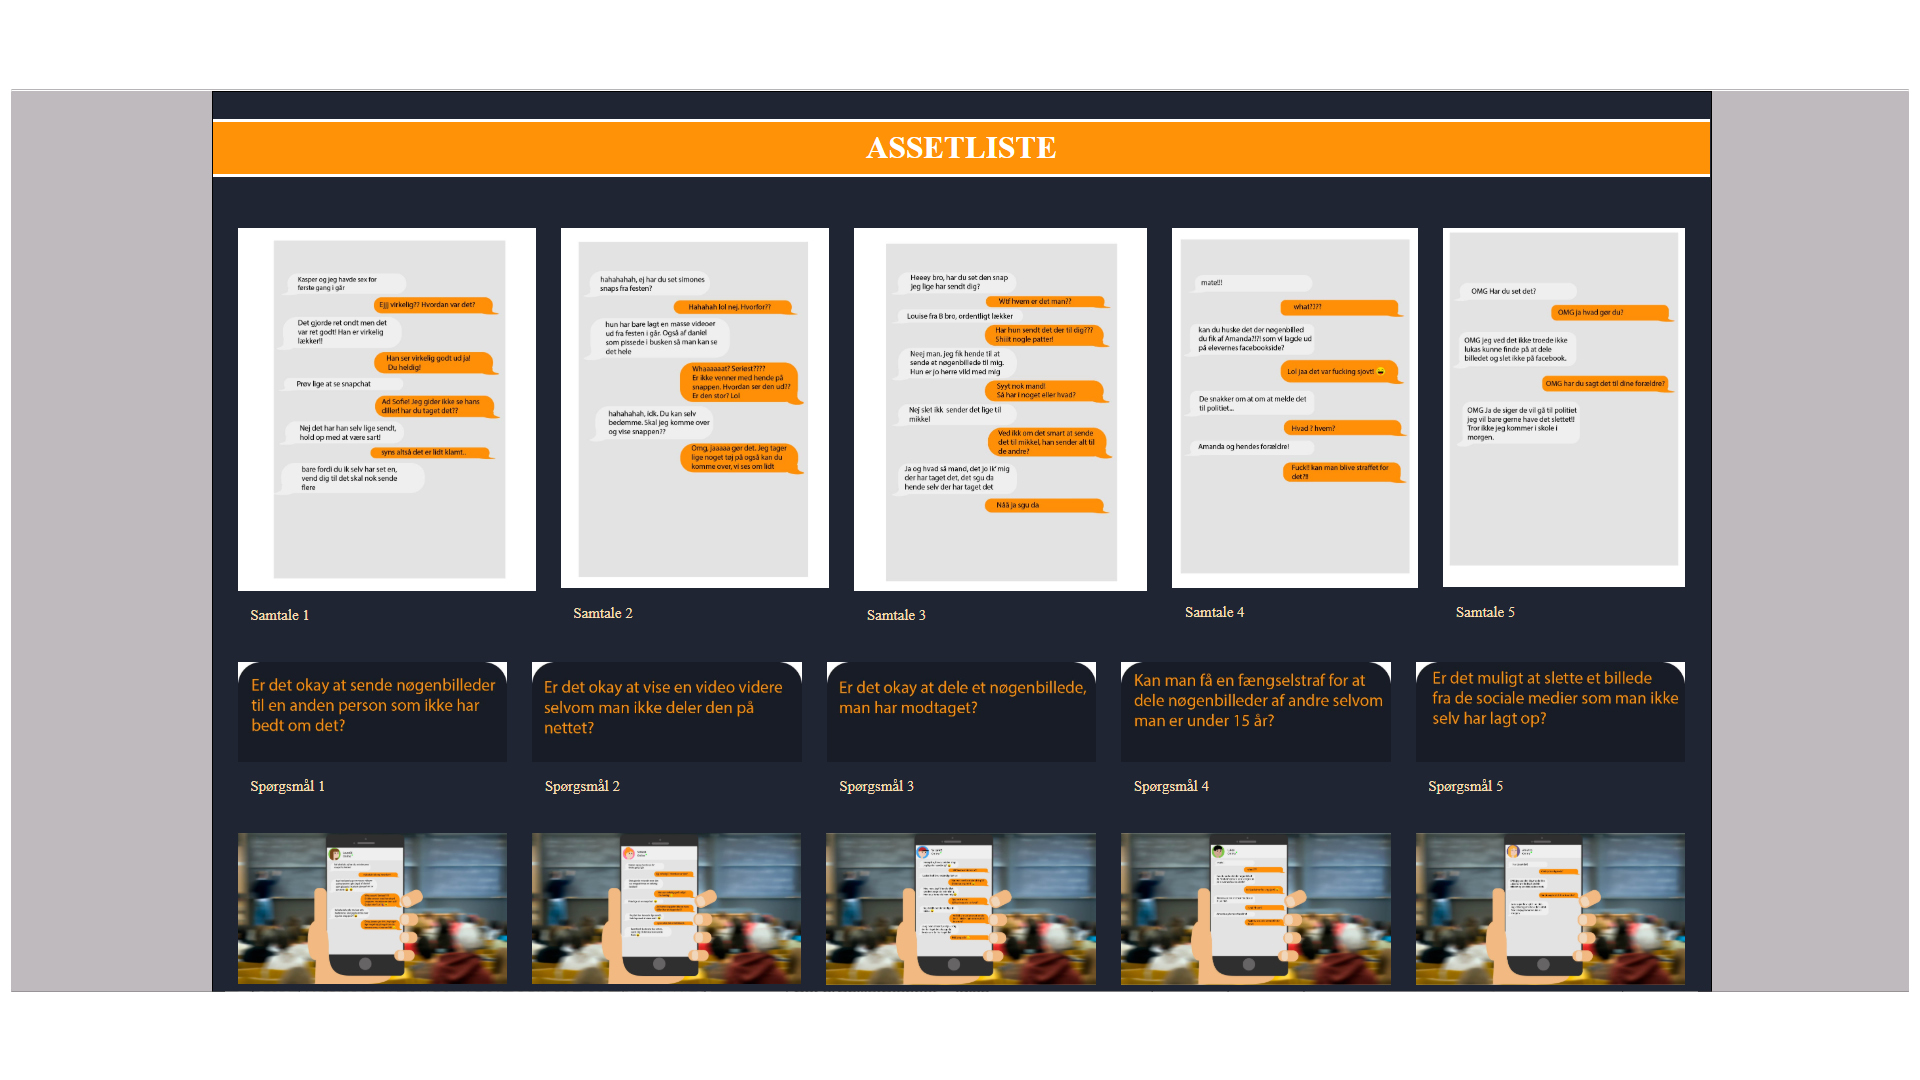 ASSETLISTE
Kasper og jeg havde sex for
første gang i går
Ejjj virkelig?? Hvordan var det?
Det gjorde ret ondt men det
var ret godt! Han er virkelig
lækker!!
Han ser virkelig godt ud ja!
Du heldig!
Prøv lige at se snapchat
Ad Sofie! Jeg gider ikke se hans
diller! har du taget det??
Nej det har han selv lige sendt,
hold op med at være sart!
syns altså det er lidt klamt..
bare fordi du ik selv har set en,
vend dig til det skal nok sende
flere
Samtale 1
hahahahah, ej har du set simones
snaps fra festen?
Hahahah lol nej, Hvorfor??
hun har bare lagt en masse videoer
ud fra festen i går. Også af daniel
som pissede i busken så man kan se
det hele
Whaaaaaat? Seriøst????
Er ikke venner med hende på
snappen. Hvordan ser den ud??
Er den stor? Lol
hahahahah, idk. Du kan selv
bedømme. Skal jeg komme over
og vise snappen??
Omg, jaaaaa gør det. Jeg tager
lige noget tøj på også kan du
komme over, vi ses om lidt
Samtale 2
Heeey bro, har du set den snap
jeg lige har sendt dig?
Wtf hvem er det man??
Louise fra B bro, ordentligt lækker
Har hun sendt det der til dig???
Shiiit nogle patter!
Neej man, jeg fik hende til at
sende et nøgenbillede til mig.
Hun er jo herre vild med mig
Syyt nok mand!
Så har i noget eller hvad?
Nej slet ikk sender det lige til
mikkel
Ved ikk om det smart at sende
det til mikkel, han sender alt til
de andre?
Ja og hvad så mand, det jo ik' mig
der har taget det, det sgu da
hende selv der har taget det
Nåå ja sgu da
Samtale 3
mate!!!
what????
kan du huske det der nøgenbilled
du fik af Amanda?!?! som vi lagde ud
på elevernes facebookside?
Lol jaa det var fucking sjovt! 😄
De snakker om at om at melde det
til politiet...
Hvad ? hvem?
Amanda og hendes forældre!
Fuck!! kan man blive straffet for
det?!!
Samtale 4
OMG Har du set det?
OMG ja hvad gør du?
OMG jeg ved det ikke troede ikke
lukas kunne finde på at dele
billedet og slet ikke på facebook.
OMG har du sagt det til dine forældre?
OMG Ja de siger de vil gå til politiet
jeg vil bare gerne have det slettet!!
Tror ikke jeg kommer i skole i
morgen.
Samtale 5
Er det okay at sende nøgenbilleder
til en anden person som ikke har
bedt om det?
Spørgsmål 1
Er det okay at vise en video videre
selvom man ikke deler den på
nettet?
Spørgsmål 2
Er det okay at dele et nøgenbillede,
man har modtaget?
Spørgsmål 3
Kan man få en fængselstraf for at
dele nøgenbilleder af andre selvom
man er under 15 år?
Spørgsmål 4
Er det muligt at slette et billede
fra de sociale medier som man ikke
selv har lagt op?
Spørgsmål 5